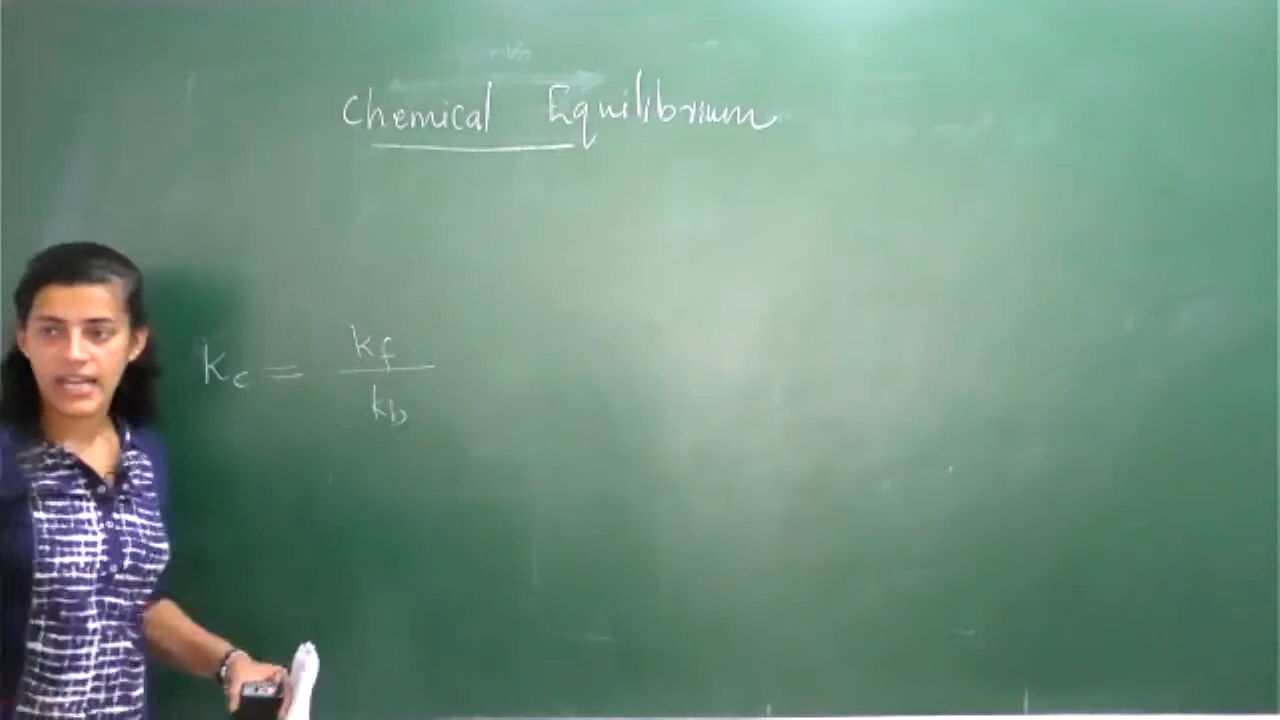 Chemical Equilibrium
kc = kf / kb